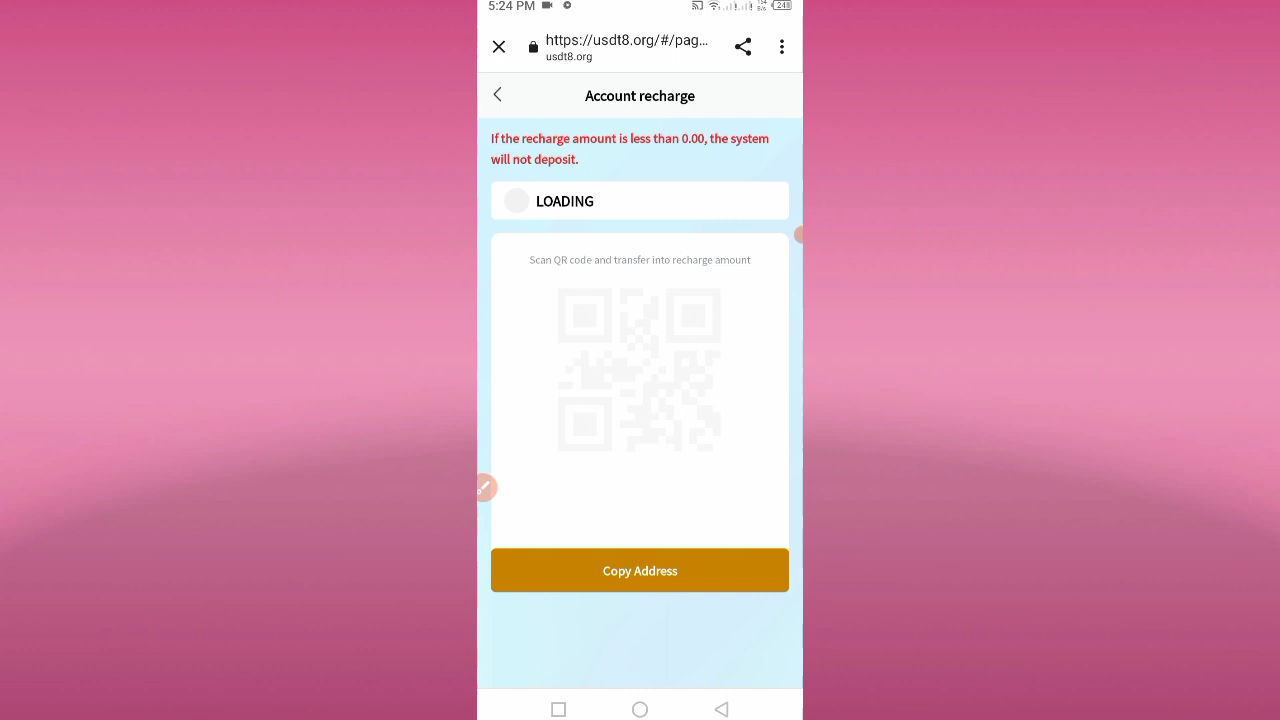 5:24 PM
https://usdt8.org/#/pag...
usdt8.org
Account recharge
If the recharge amount is less than 0.00, the system
will not deposit.
LOADING
Scan QR code and transfer into recharge amount
Copy Address